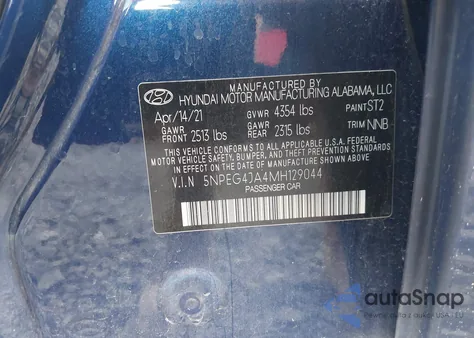 MANUFACTURED BY
HYUNDAI MOTOR MANUFACTURING ALABAMA, LLC
Apr/14/21 GVWR 4354 lbs PAINT ST2
GAWR FRONT 2513 lbs GAWR REAR 2315 lbs TRIM NNB
THIS VEHICLE CONFORMS TO ALL APPLICABLE FEDERAL
MOTOR VEHICLE SAFETY, BUMPER, AND THEFT PREVENTION
STANDARDS IN EFFECT ON THE DATE OF MANUFACTURE
SHOWN ABOVE.
V.I.N 5NPEG4JA4MH129044
PASSENGER CAR
autoSnap